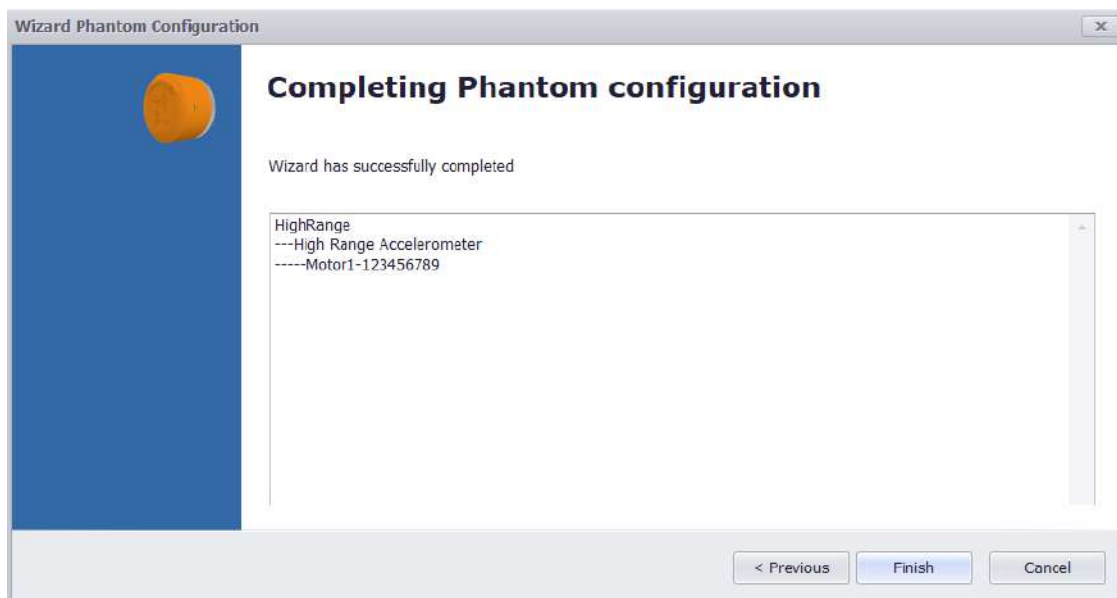 Wizard Phantom Configuration
Completing Phantom configuration
Wizard has successfully completed
HighRange
---High Range Accelerometer
-----Motor1-123456789
< Previous
Finish
Cancel